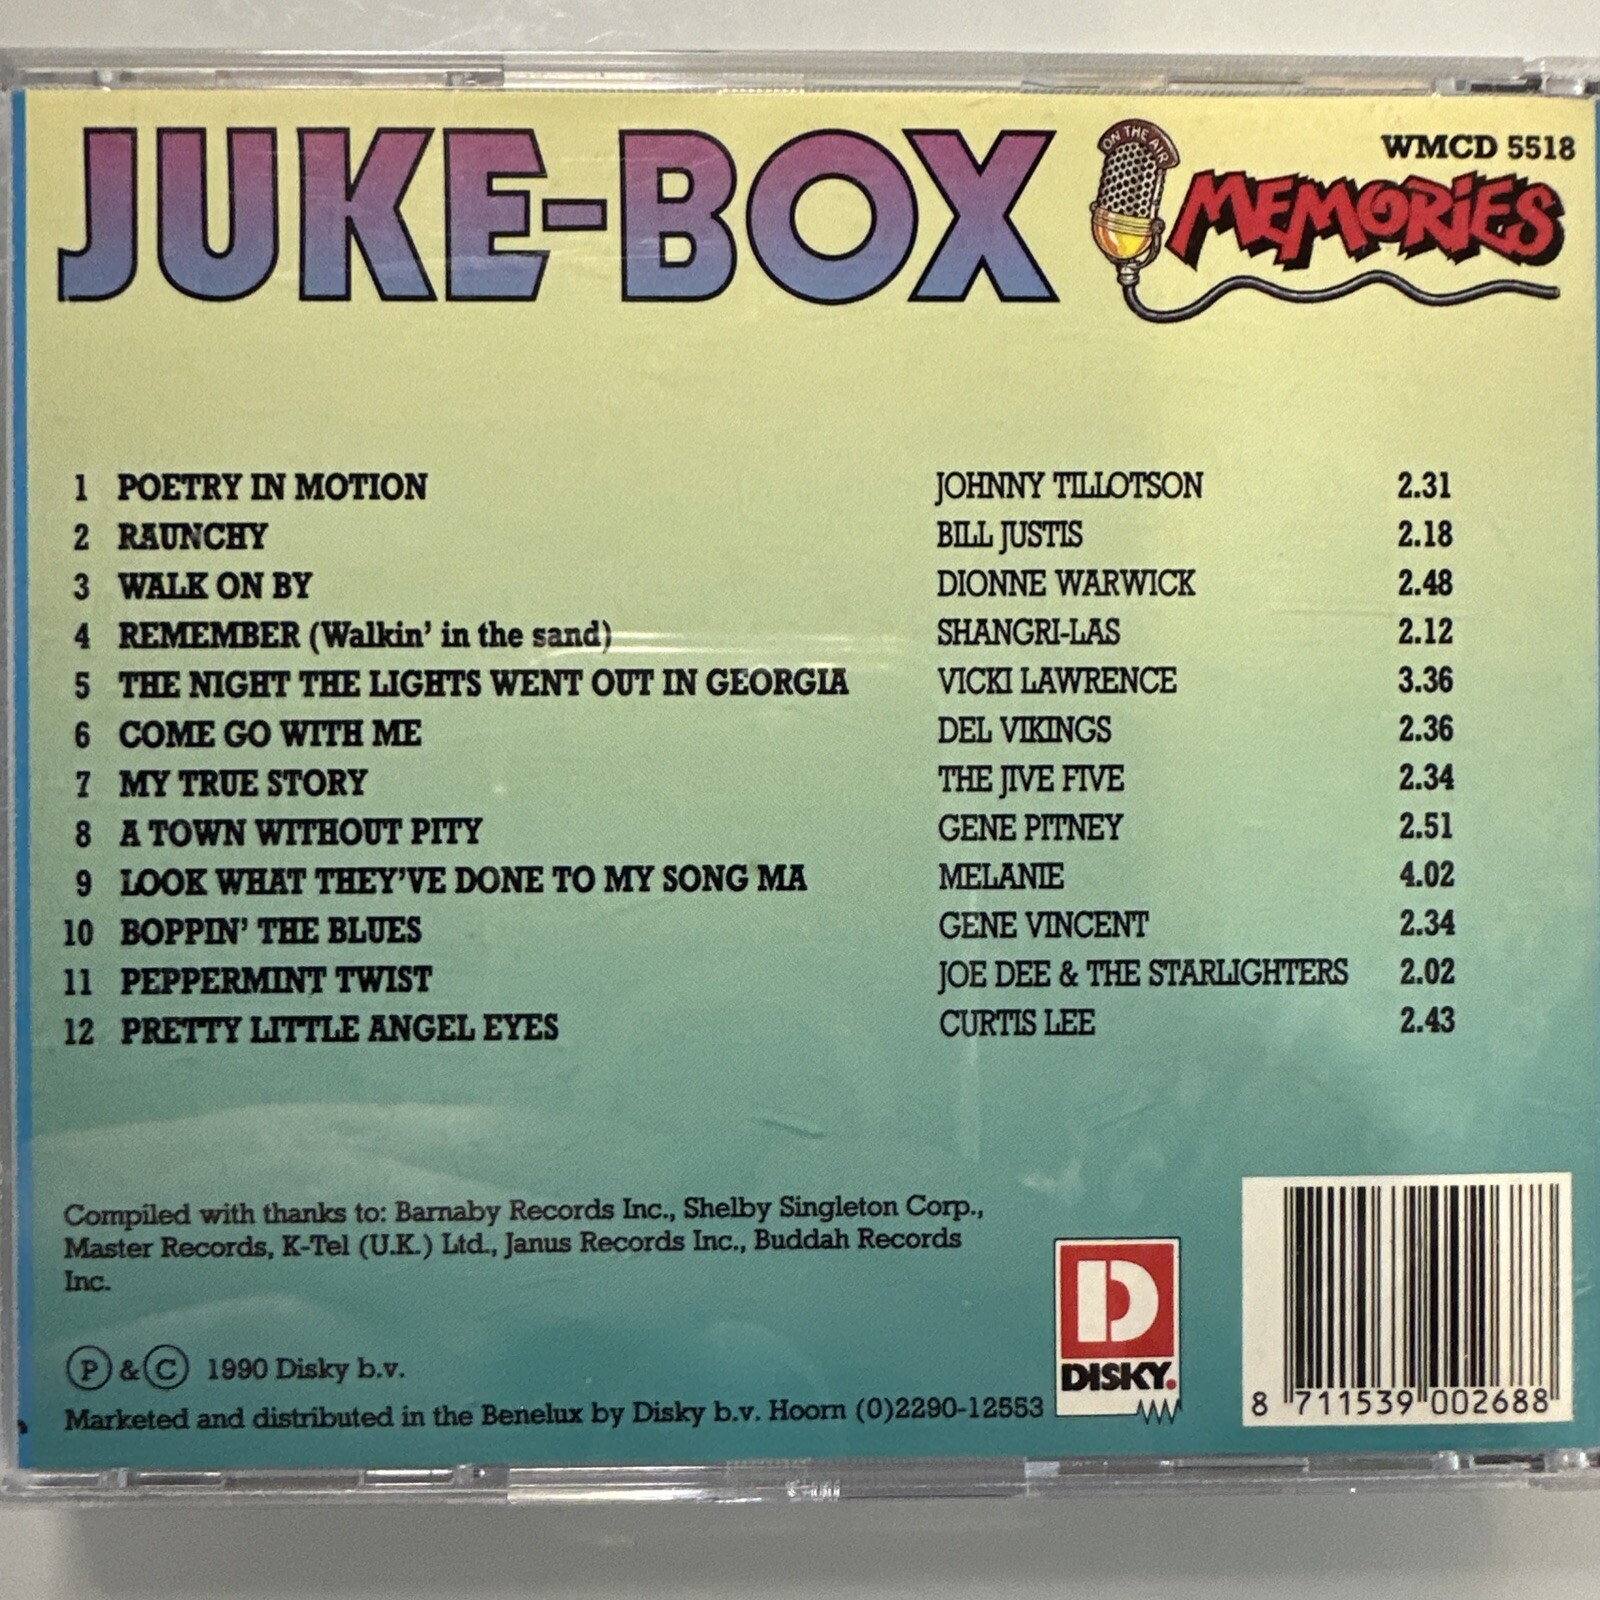 JUKE-BOX
ON THE AIR
WMCD 5518
MEMORIES
1 POETRY IN MOTION JOHNNY TILLOTSON 2.31
2 RAUNCHY BILL JUSTIS 2.18
3 WALK ON BY DIONNE WARWICK 2.48
4 REMEMBER (Walkin' in the sand) SHANGRI-LAS 2.12
5 THE NIGHT THE LIGHTS WENT OUT IN GEORGIA VICKI LAWRENCE 3.36
6 COME GO WITH ME DEL VIKINGS 2.36
7 MY TRUE STORY THE JIVE FIVE 2.34
8 A TOWN WITHOUT PITY GENE PITNEY 2.51
9 LOOK WHAT THEY'VE DONE TO MY SONG MA MELANIE 4.02
10 BOPPIN' THE BLUES GENE VINCENT 2.34
11 PEPPERMINT TWIST JOE DEE & THE STARLIGHTERS 2.02
12 PRETTY LITTLE ANGEL EYES CURTIS LEE 2.43
Compiled with thanks to: Barnaby Records Inc., Shelby Singleton Corp.,
Master Records, K-Tel (U.K.) Ltd., Janus Records Inc., Buddah Records
Inc.
Ⓟ & Ⓒ 1990 Disky b.v.
Marketed and distributed in the Benelux by Disky b.v. Hoorn (0)2290-12553
D
DISKY.
8 711539 002688